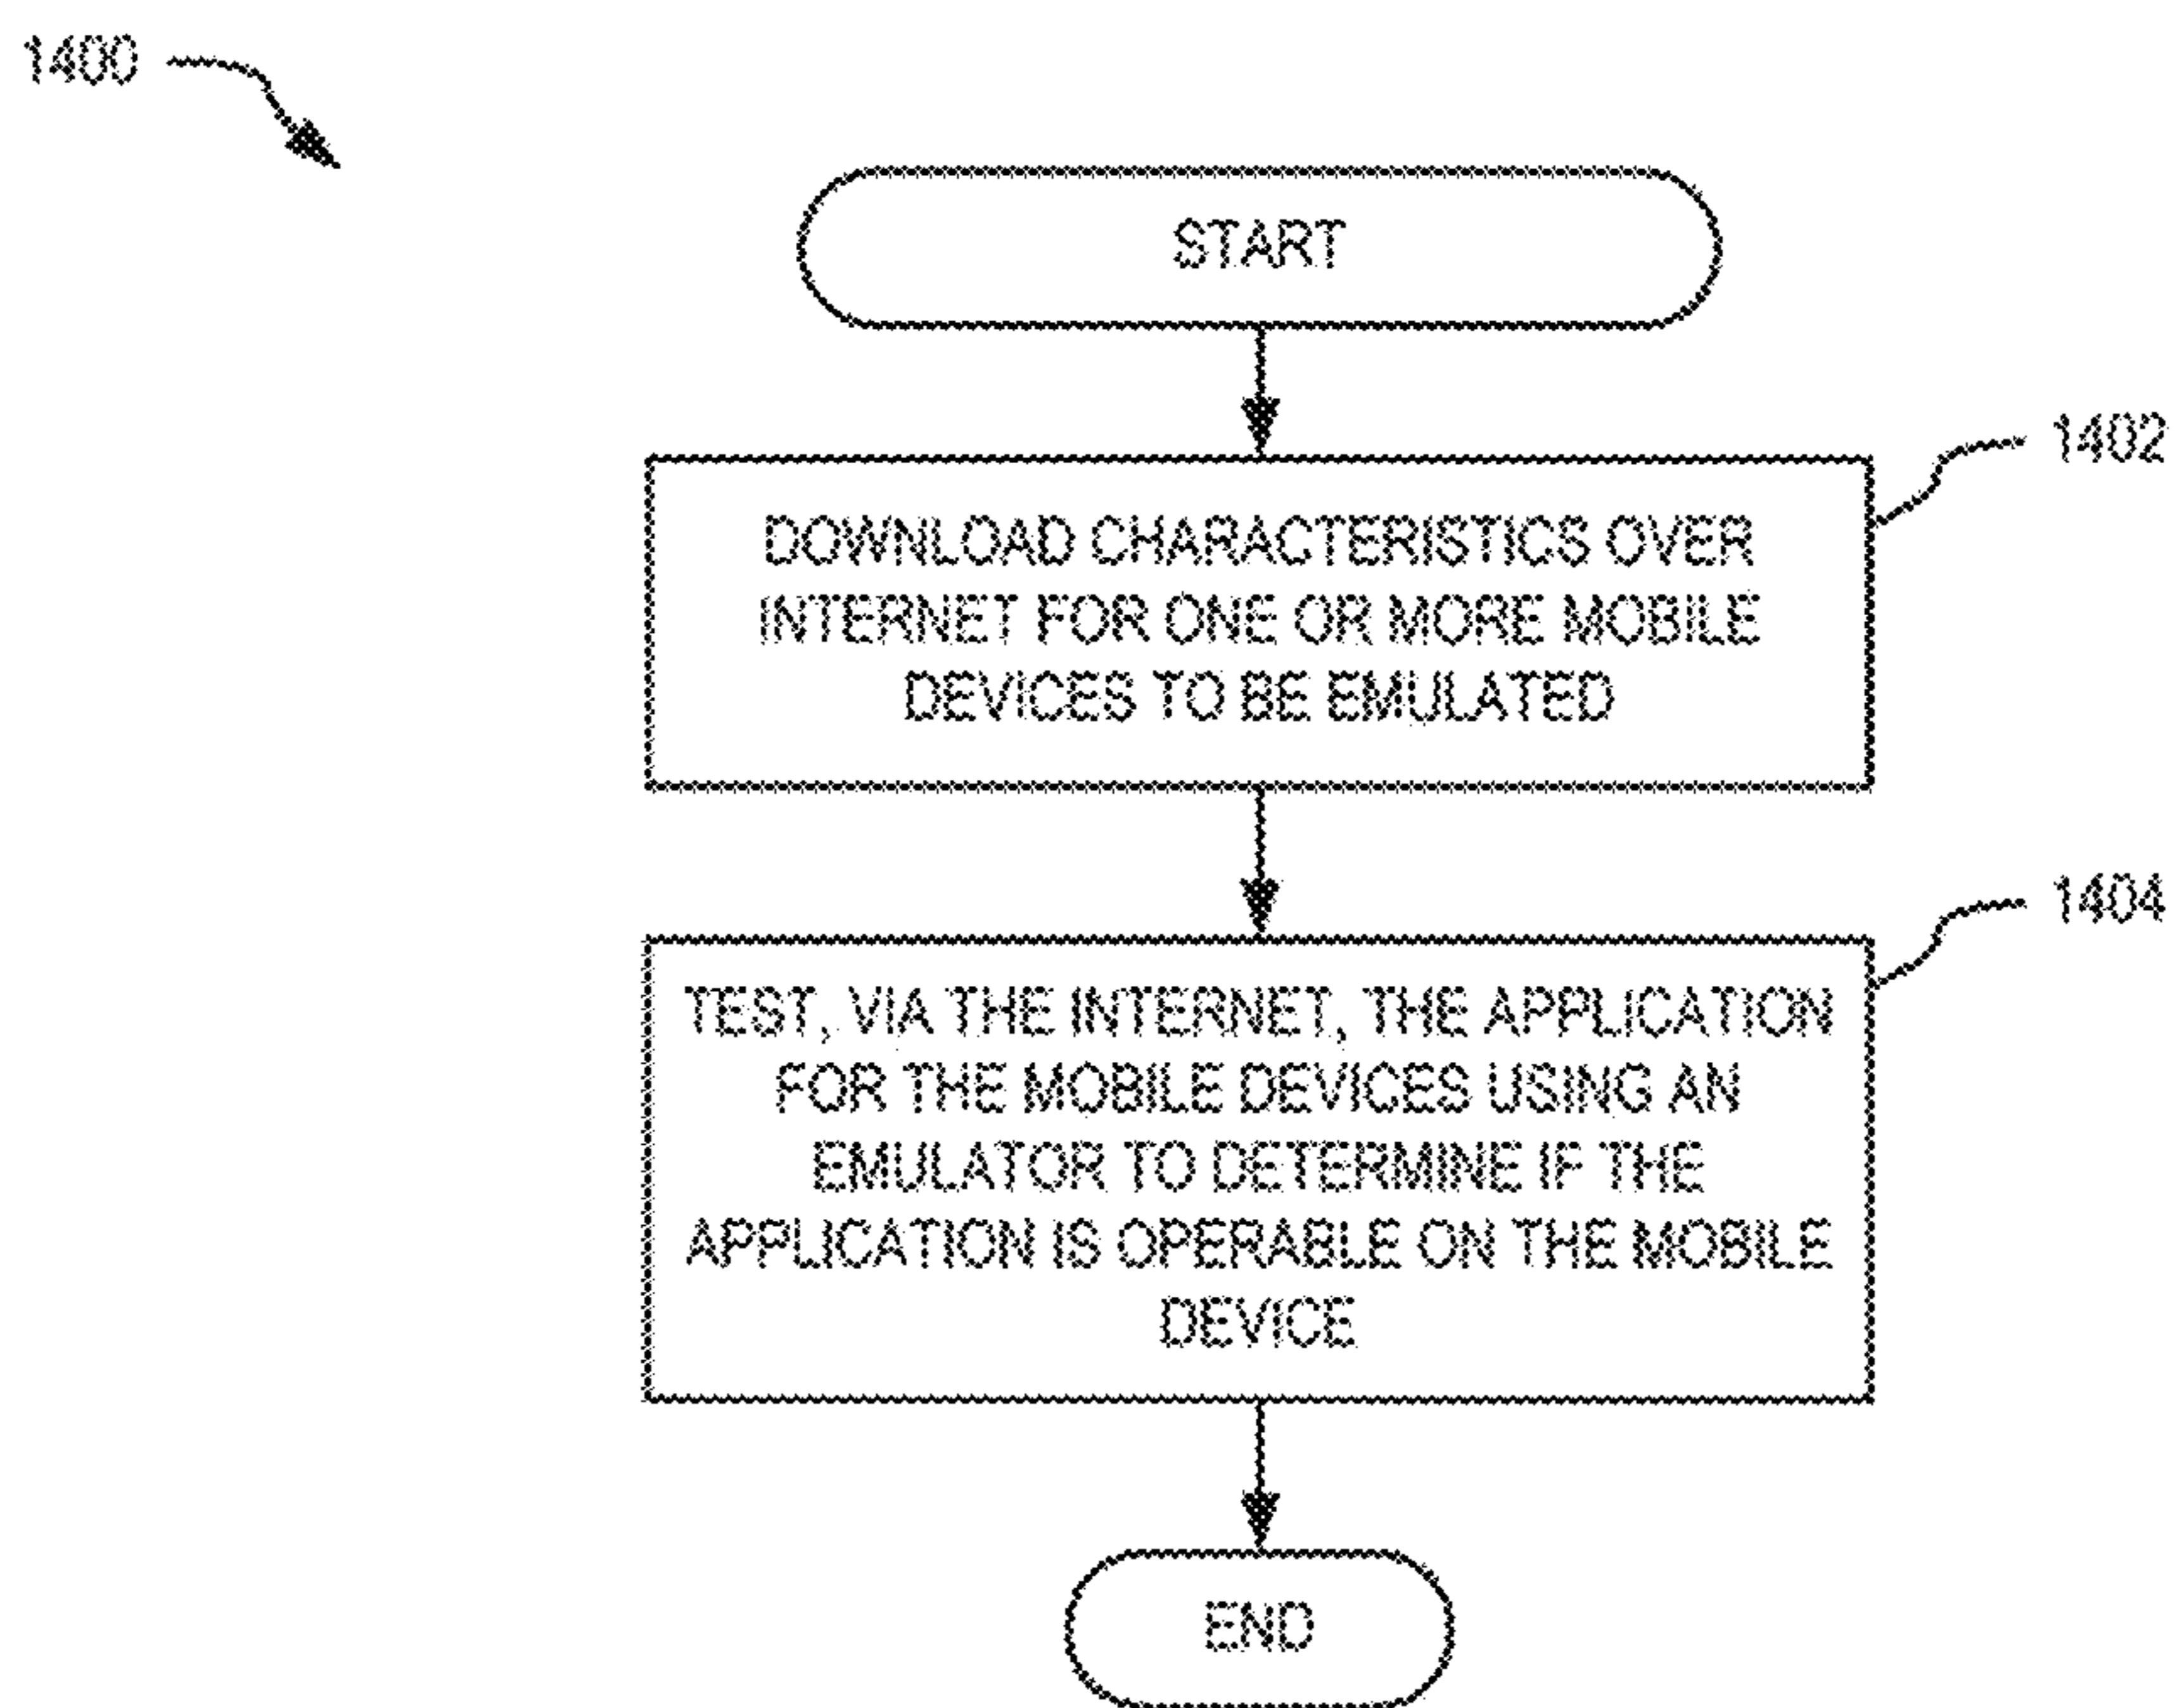 1400
START
1402
DOWNLOAD CHARACTERISTICS OVER
INTERNET FOR ONE OR MORE MOBILE
DEVICES TO BE EMULATED
1404
TEST, VIA THE INTERNET, THE APPLICATION
FOR THE MOBILE DEVICES USING AN
EMULATOR TO DETERMINE IF THE
APPLICATION IS OPERABLE ON THE MOBILE
DEVICE
END